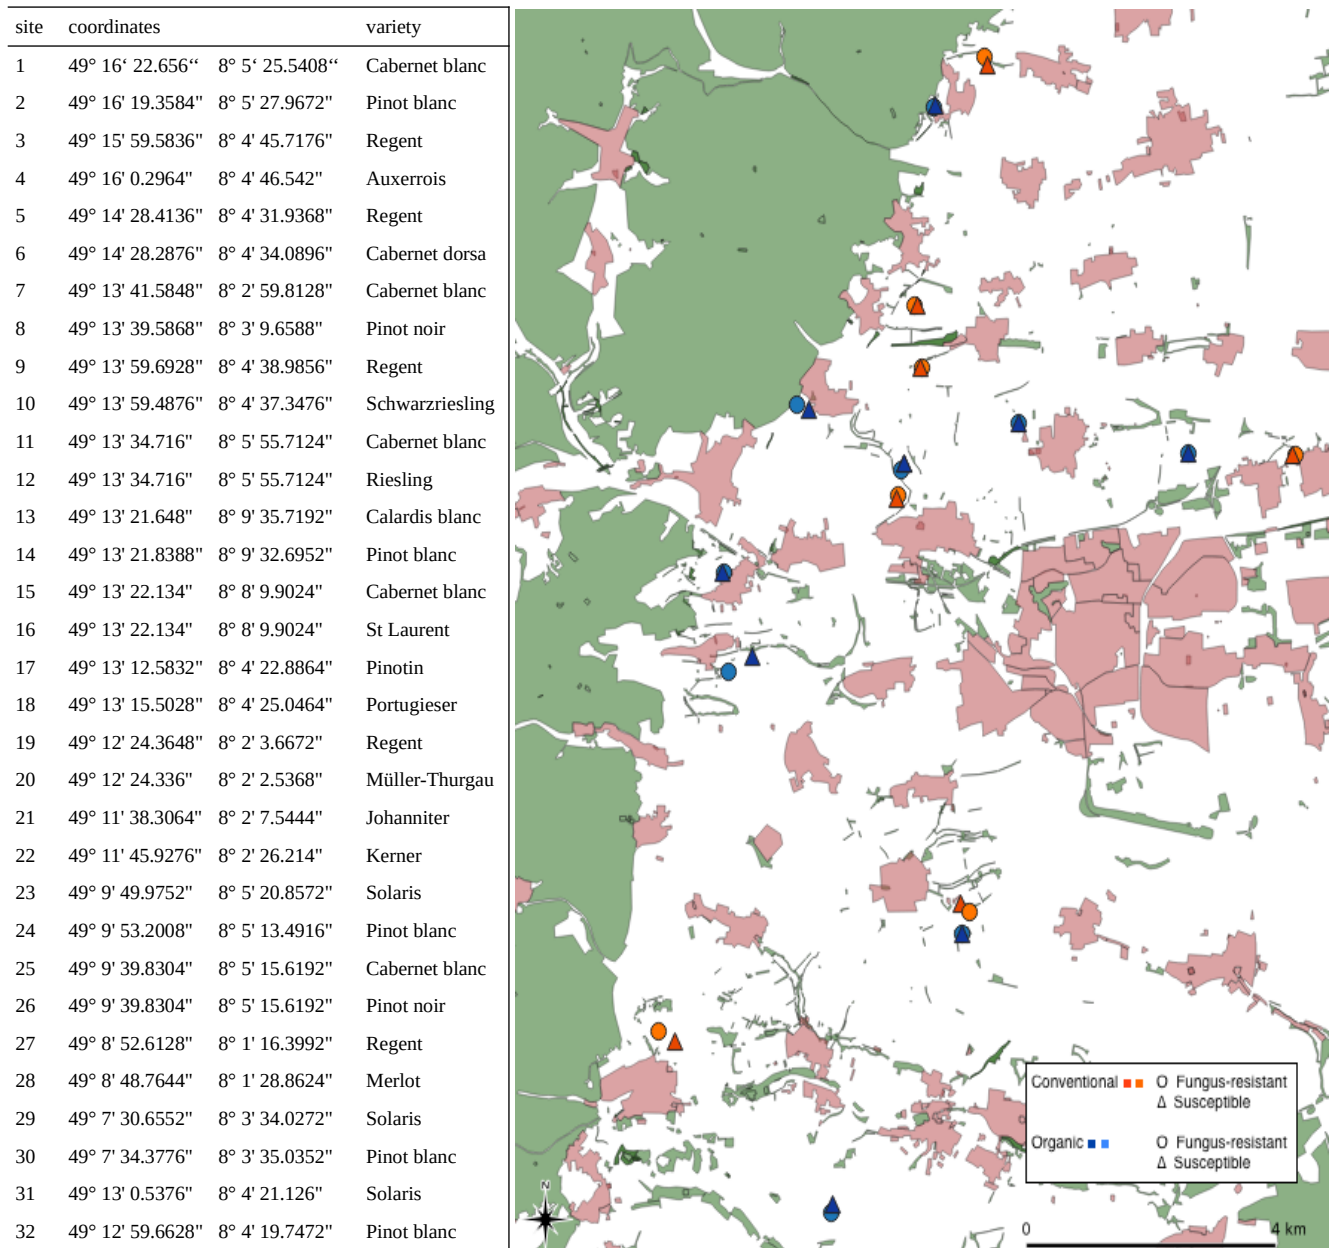 site coordinates variety
1 49° 16‘ 22.656‘‘ 8° 5‘ 25.5408‘‘ Cabernet blanc
2 49° 16' 19.3584" 8° 5' 27.9672" Pinot blanc
3 49° 15' 59.5836" 8° 4' 45.7176" Regent
4 49° 16' 0.2964" 8° 4' 46.542" Auxerrois
5 49° 14' 28.4136" 8° 4' 31.9368" Regent
6 49° 14' 28.2876" 8° 4' 34.0896" Cabernet dorsa
7 49° 13' 41.5848" 8° 2' 59.8128" Cabernet blanc
8 49° 13' 39.5868" 8° 3' 9.6588" Pinot noir
9 49° 13' 59.6928" 8° 4' 38.9856" Regent
10 49° 13' 59.4876" 8° 4' 37.3476" Schwarzriesling
11 49° 13' 34.716" 8° 5' 55.7124" Cabernet blanc
12 49° 13' 34.716" 8° 5' 55.7124" Riesling
13 49° 13' 21.648" 8° 9' 35.7192" Calardis blanc
14 49° 13' 21.8388" 8° 9' 32.6952" Pinot blanc
15 49° 13' 22.134" 8° 8' 9.9024" Cabernet blanc
16 49° 13' 22.134" 8° 8' 9.9024" St Laurent
17 49° 13' 12.5832" 8° 4' 22.8864" Pinotin
18 49° 13' 15.5028" 8° 4' 25.0464" Portugieser
19 49° 12' 24.3648" 8° 2' 3.6672" Regent
20 49° 12' 24.336" 8° 2' 2.5368" Müller-Thurgau
21 49° 11' 38.3064" 8° 2' 7.5444" Johanniter
22 49° 11' 45.9276" 8° 2' 26.214" Kerner
23 49° 9' 49.9752" 8° 5' 20.8572" Solaris
24 49° 9' 53.2008" 8° 5' 13.4916" Pinot blanc
25 49° 9' 39.8304" 8° 5' 15.6192" Cabernet blanc
26 49° 9' 39.8304" 8° 5' 15.6192" Pinot noir
27 49° 8' 52.6128" 8° 1' 16.3992" Regent
28 49° 8' 48.7644" 8° 1' 28.8624" Merlot
29 49° 7' 30.6552" 8° 3' 34.0272" Solaris
30 49° 7' 34.3776" 8° 3' 35.0352" Pinot blanc
31 49° 13' 0.5376" 8° 4' 21.126" Solaris
32 49° 12' 59.6628" 8° 4' 19.7472" Pinot blanc
Conventional Fungus-resistant
Susceptible
Organic Fungus-resistant
Susceptible
N
0 4 km